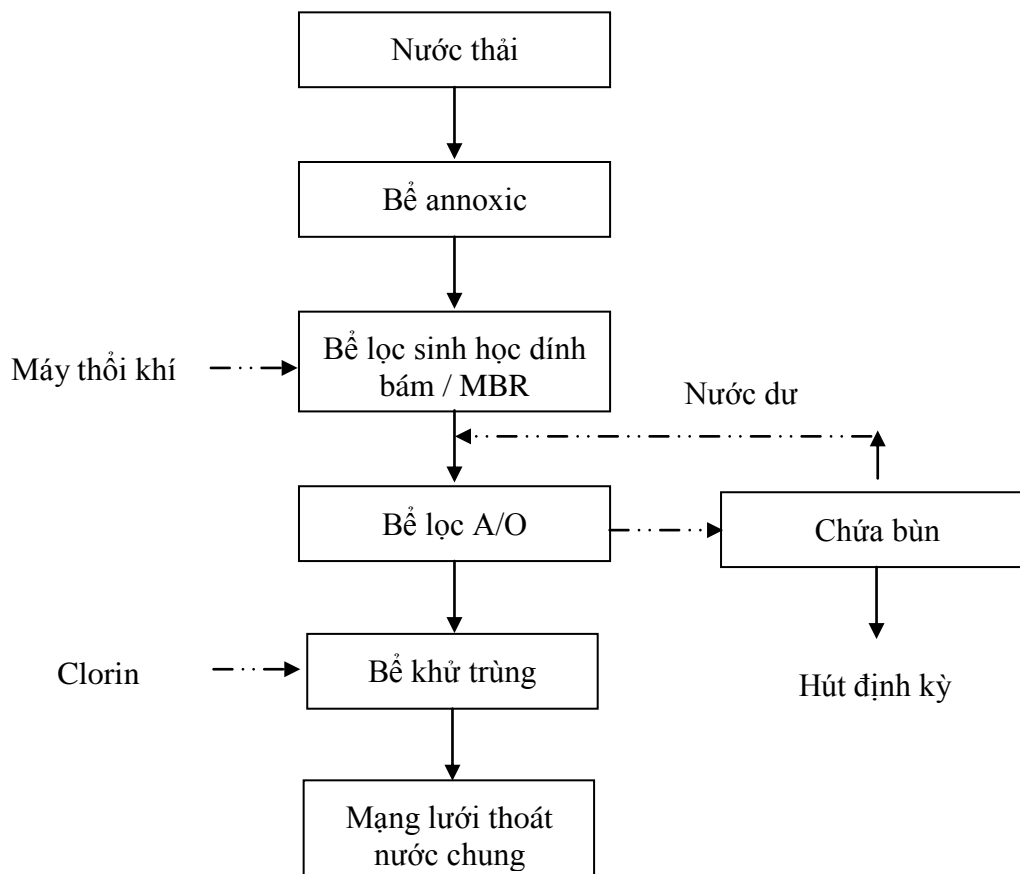 Nước thải
Bể annoxic
Máy thổi khí
Bể lọc sinh học dính
bám / MBR
Nước dư
Bể lọc A/O
Chứa bùn
Clorin
Bể khử trùng
Hút định kỳ
Mạng lưới thoát
nước chung